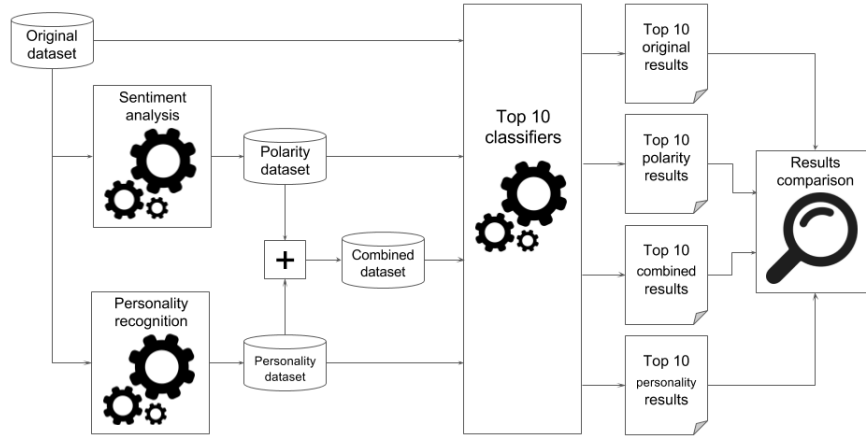 Original
dataset
Sentiment
analysis
Polarity
dataset
+
Combined
dataset
Personality
recognition
Personality
dataset
Top 10
classifiers
Top 10
original
results
Top 10
polarity
results
Top 10
combined
results
Top 10
personality
results
Results
comparison